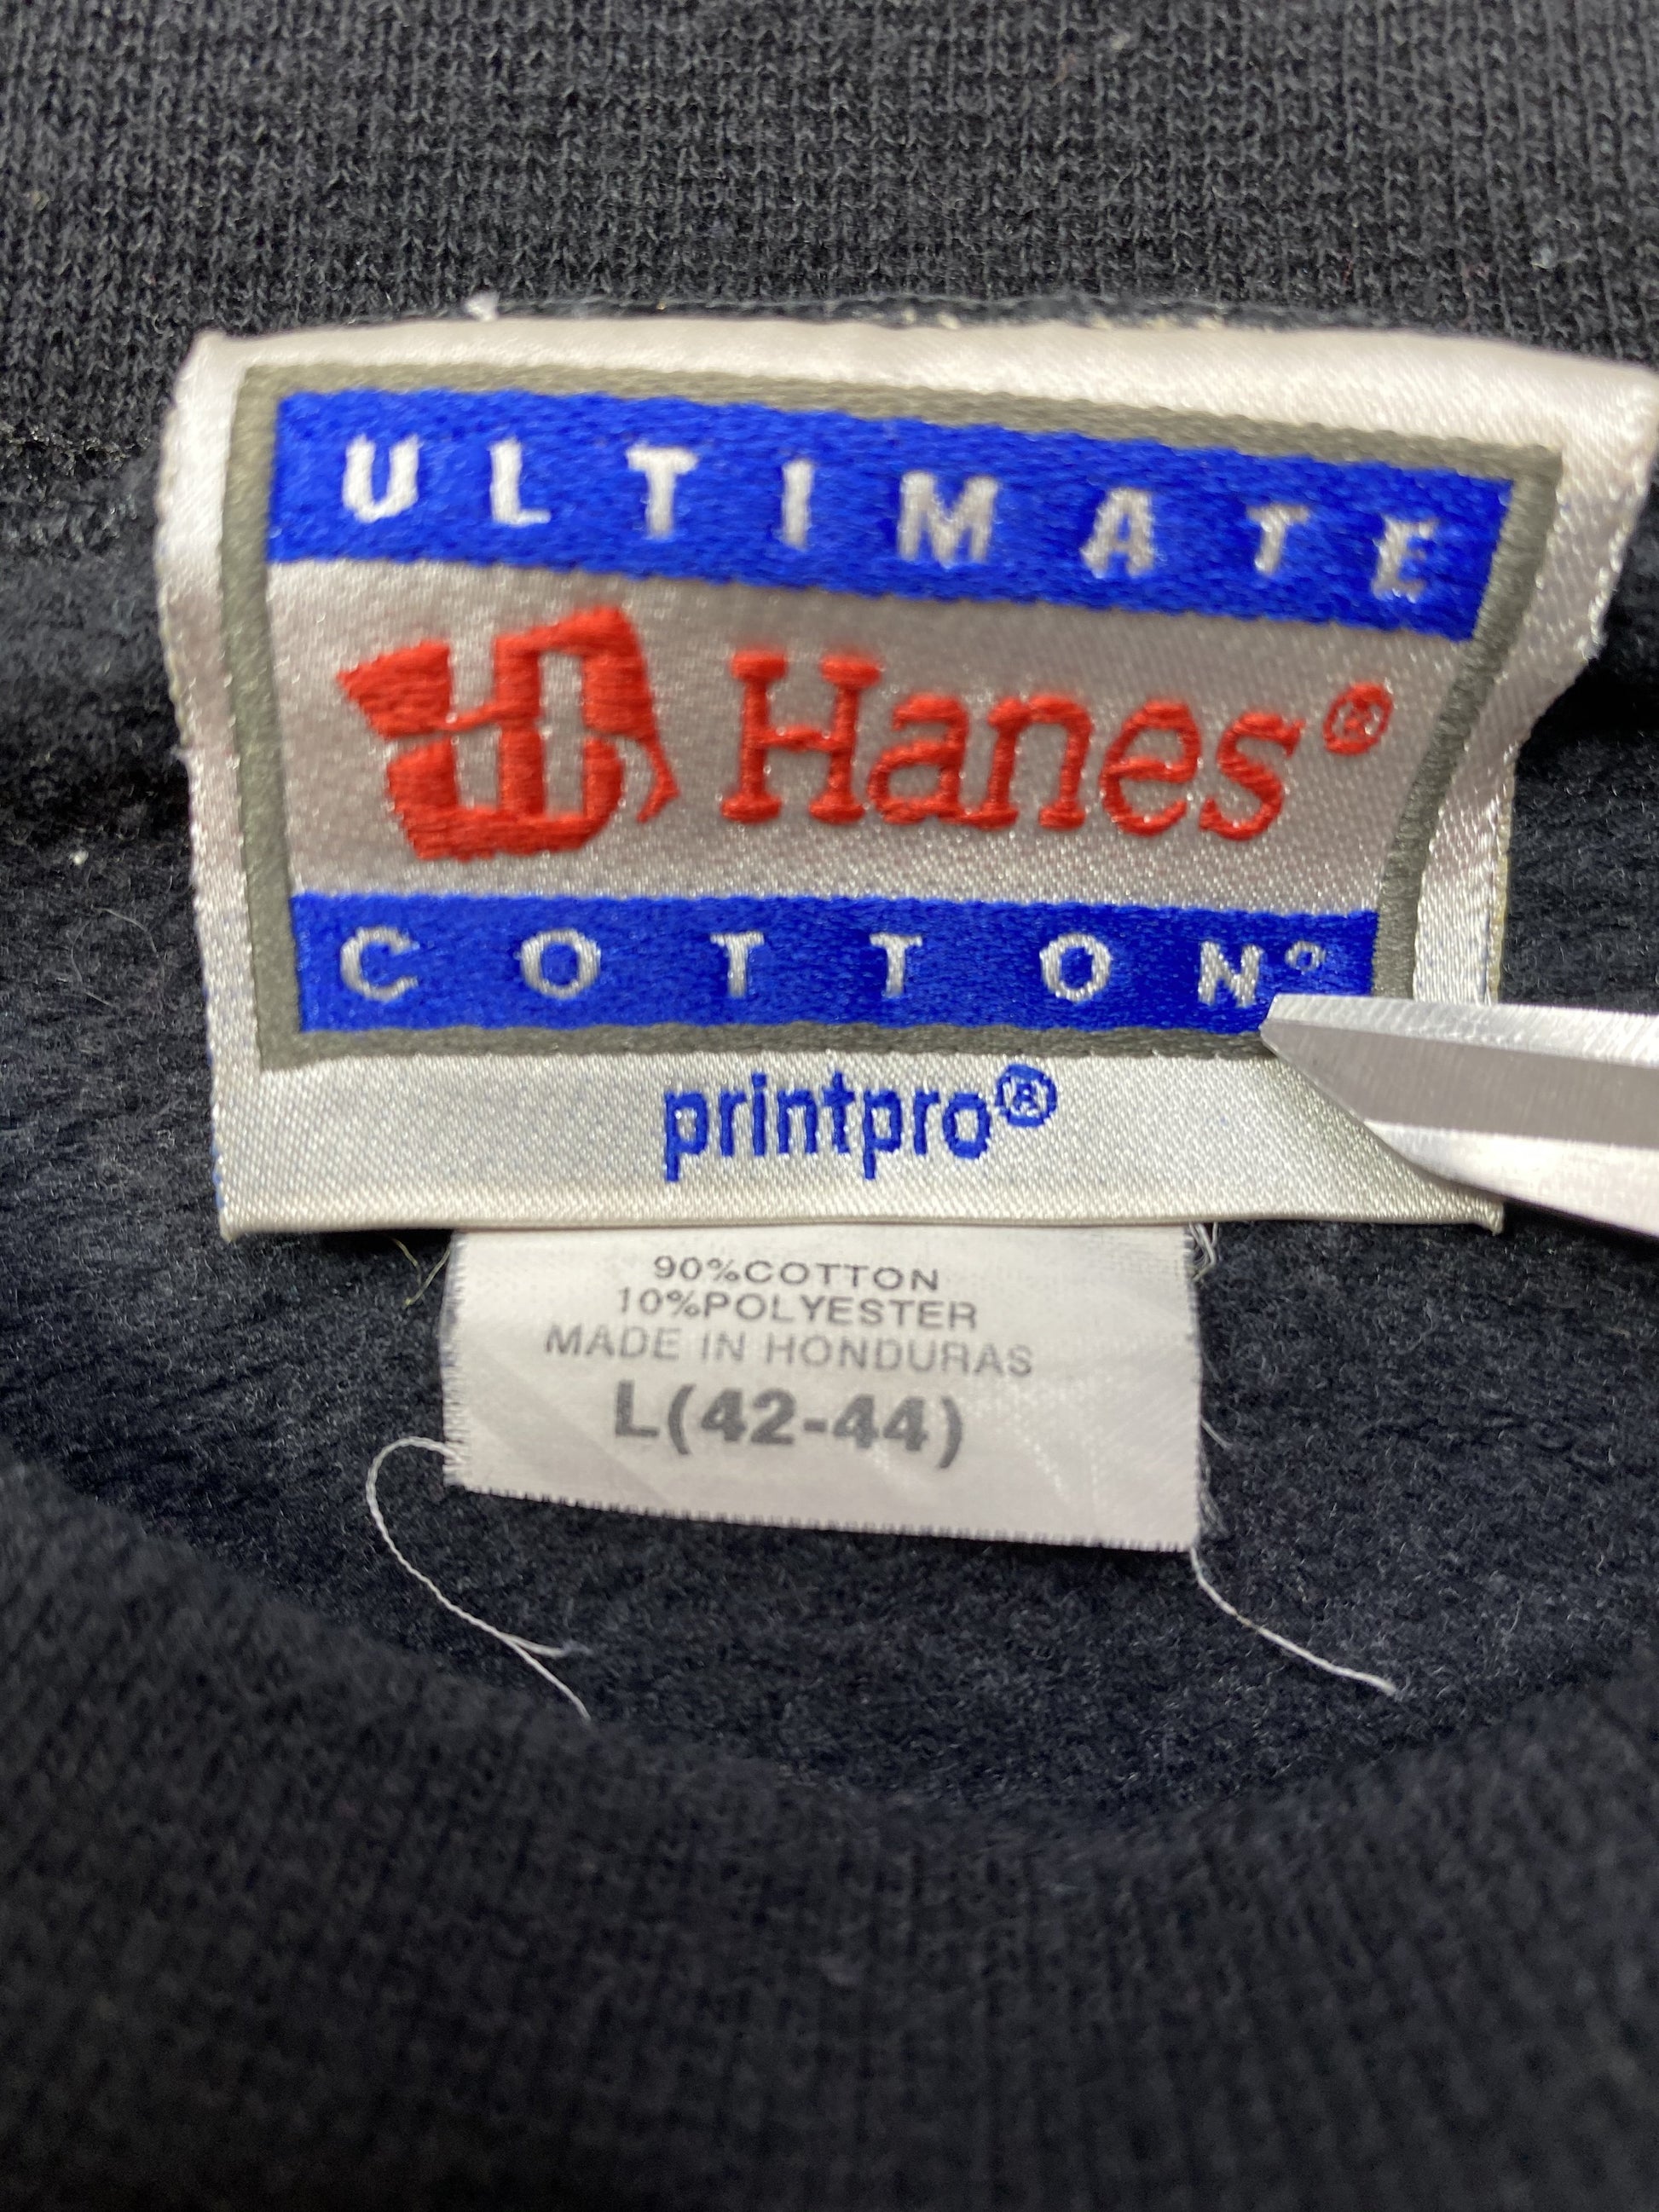 ULTIMATE
Hanes®
COTTON®
printpro®
90%COTTON
10%POLYESTER
MADE IN HONDURAS
L(42-44)